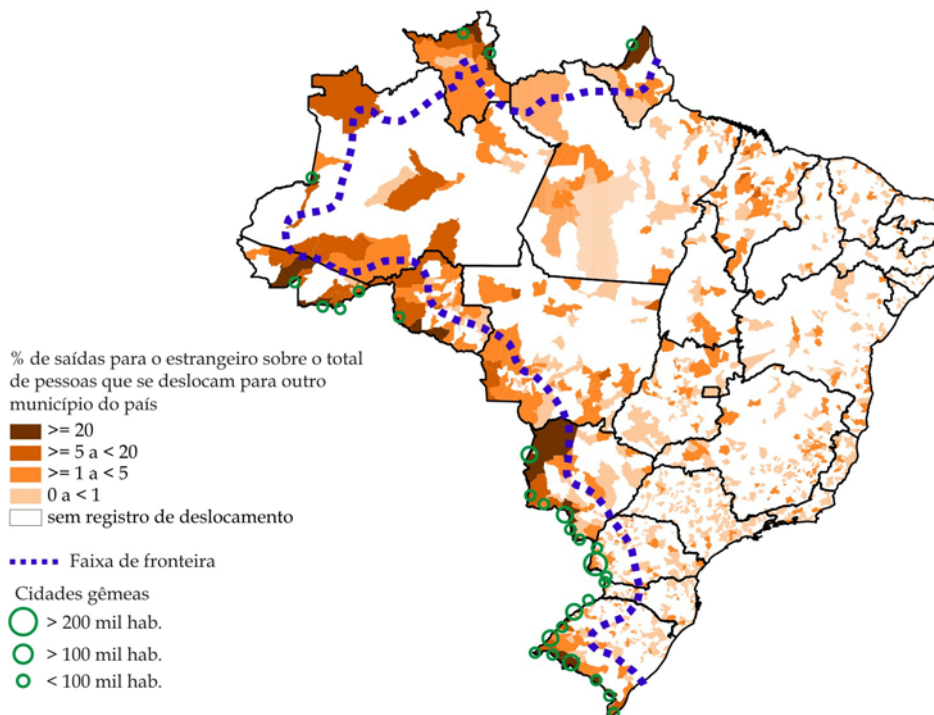 % de saídas para o estrangeiro sobre o total
de pessoas que se deslocam para outro
município do país
>= 20
>= 5 a < 20
>= 1 a < 5
0 a < 1
sem registro de deslocamento
Faixa de fronteira
Cidades gêmeas
> 200 mil hab.
> 100 mil hab.
< 100 mil hab.